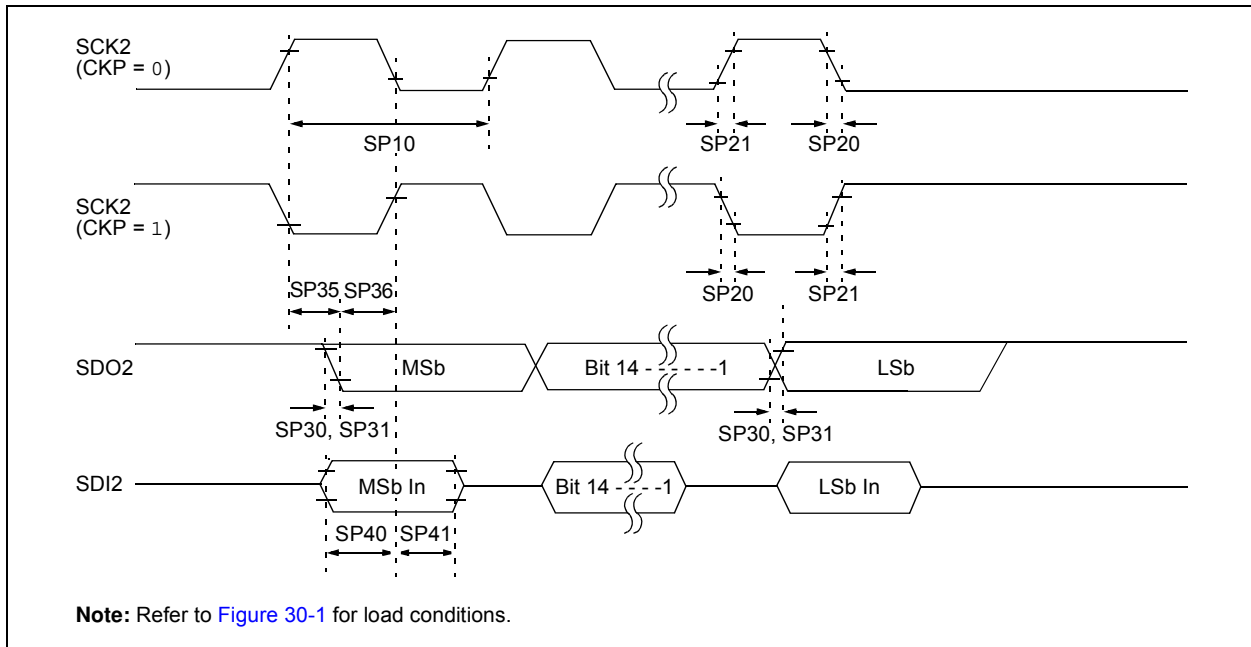 SCK2
(CKP = 0)
SP10
SP21
SP20
SCK2
(CKP = 1)
SP35 SP36
SP20
SP21
SDO2
MSb
Bit 14 - - - - - - -1
LSb
SP30, SP31
SP30, SP31
SDI2
MSb In
Bit 14 - - - - -1
LSb In
SP40
SP41
Note: Refer to Figure 30-1 for load conditions.